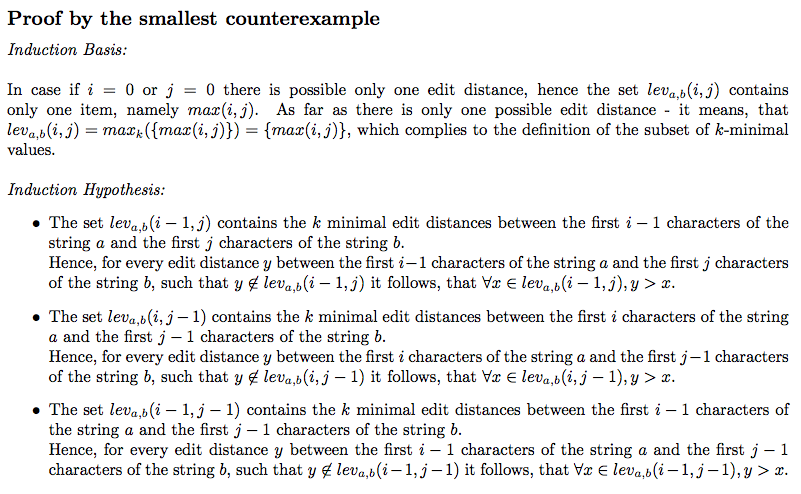 Proof by the smallest counterexample
Induction Basis:
In case if i = 0 or j = 0 there is possible only one edit distance, hence the set lev_{a,b}(i, j) contains
only one item, namely max(i, j). As far as there is only one possible edit distance - it means, that
lev_{a,b}(i, j) = max_k({max(i, j)}) = {max(i, j)}, which complies to the definition of the subset of k-minimal
values.
Induction Hypothesis:
• The set lev_{a,b}(i − 1, j) contains the k minimal edit distances between the first i − 1 characters of the
string a and the first j characters of the string b.
Hence, for every edit distance y between the first i−1 characters of the string a and the first j characters
of the string b, such that y ∉ lev_{a,b}(i − 1, j) it follows, that ∀x ∈ lev_{a,b}(i − 1, j), y > x.
• The set lev_{a,b}(i, j − 1) contains the k minimal edit distances between the first i characters of the string
a and the first j − 1 characters of the string b.
Hence, for every edit distance y between the first i characters of the string a and the first j−1 characters
of the string b, such that y ∉ lev_{a,b}(i, j − 1) it follows, that ∀x ∈ lev_{a,b}(i, j − 1), y > x.
• The set lev_{a,b}(i − 1, j − 1) contains the k minimal edit distances between the first i − 1 characters of
the string a and the first j − 1 characters of the string b.
Hence, for every edit distance y between the first i − 1 characters of the string a and the first j − 1
characters of the string b, such that y ∉ lev_{a,b}(i−1, j−1) it follows, that ∀x ∈ lev_{a,b}(i−1, j−1), y > x.